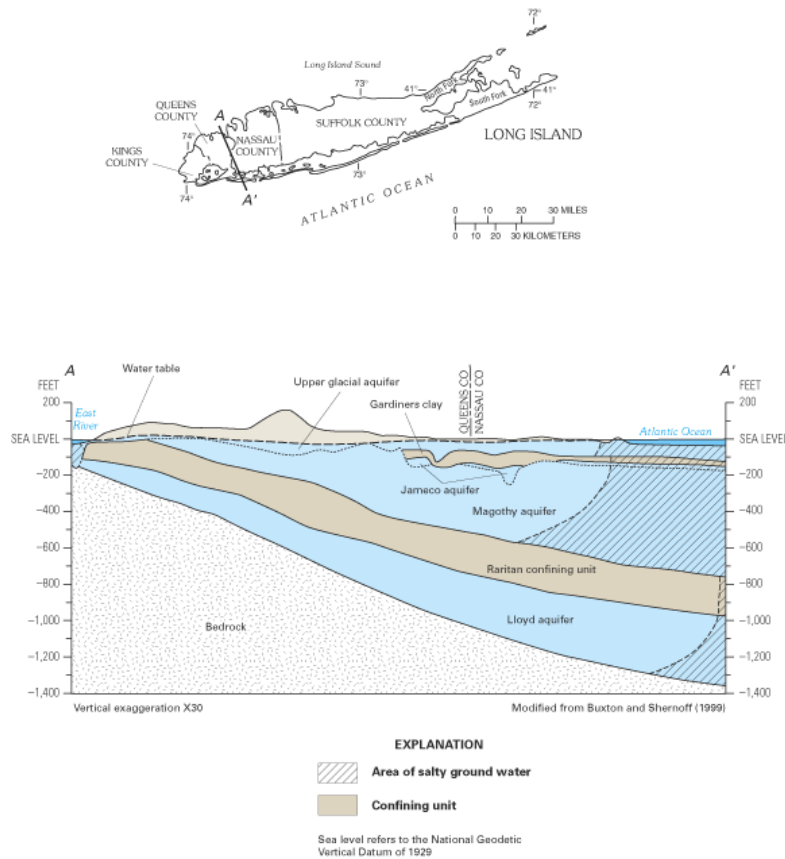 72°
Long Island Sound
73°
41°
North Fork
41°
South Fork
72°
QUEENS
COUNTY
A
SUFFOLK COUNTY
74°
NASSAU
COUNTY
LONG ISLAND
KINGS
COUNTY
73°
74°
A'
ATLANTIC OCEAN
0 10 20 30 MILES
0 10 20 30 KILOMETERS
A
A'
FEET
Water table
Upper glacial aquifer
Gardiners clay
QUEENS CO
NASSAU CO
FEET
200
200
East
River
Atlantic Ocean
SEA LEVEL
SEA LEVEL
−200
−200
Jameco aquifer
−400
Magothy aquifer
−400
−600
Raritan confining unit
−600
−800
−800
−1,000
Bedrock
Lloyd aquifer
−1,000
−1,200
−1,200
−1,400
−1,400
Vertical exaggeration X30
Modified from Buxton and Shernoff (1999)
EXPLANATION
Area of salty ground water
Confining unit
Sea level refers to the National Geodetic
Vertical Datum of 1929